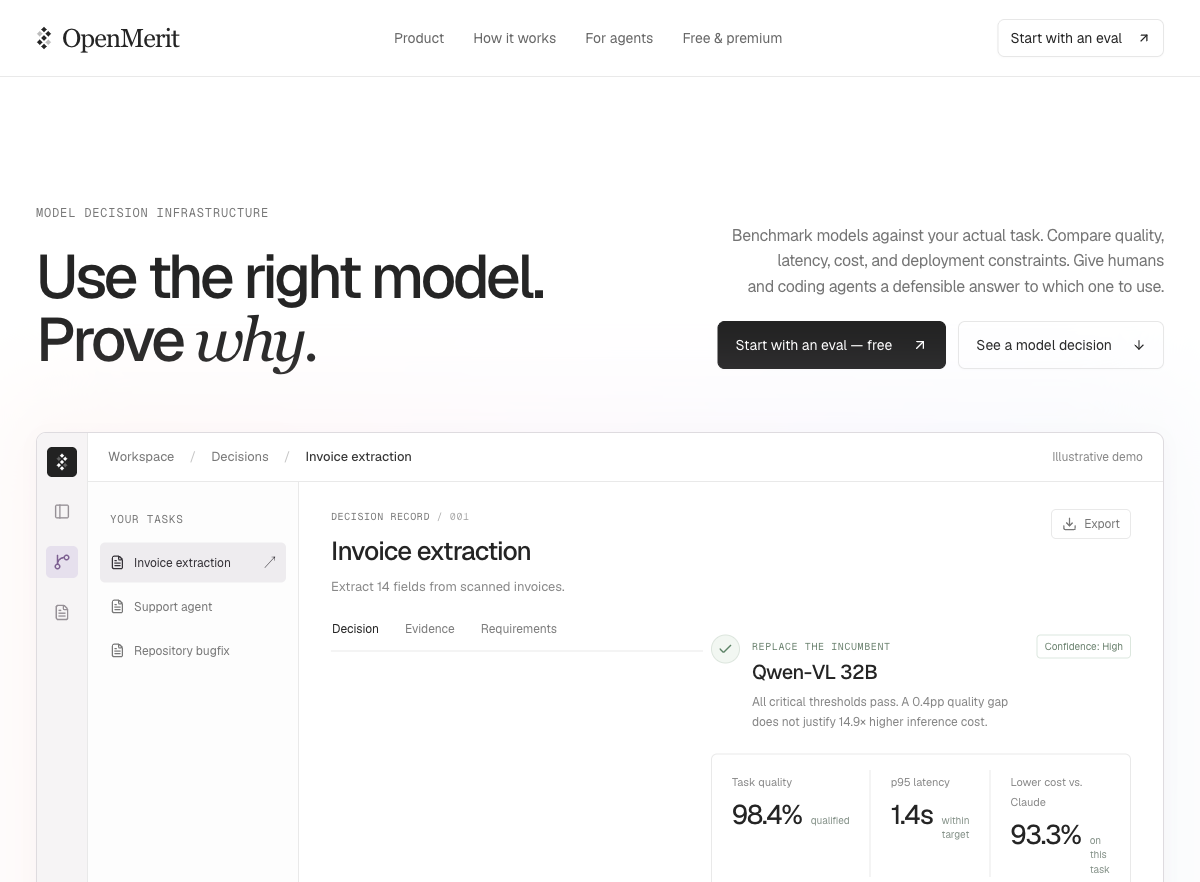 OpenMerit
Product
How it works
For agents
Free & premium
Start with an eval
MODEL DECISION INFRASTRUCTURE
Use the right model.
Prove why.
Benchmark models against your actual task. Compare quality,
latency, cost, and deployment constraints. Give humans
and coding agents a defensible answer to which one to use.
Start with an eval — free
See a model decision
Workspace / Decisions / Invoice extraction
Illustrative demo
YOUR TASKS
Invoice extraction
Support agent
Repository bugfix
DECISION RECORD / 001
Invoice extraction
Extract 14 fields from scanned invoices.
Export
Decision
Evidence
Requirements
REPLACE THE INCUMBENT
Qwen-VL 32B
All critical thresholds pass. A 0.4pp quality gap
does not justify 14.9× higher inference cost.
Confidence: High
Task quality
98.4% qualified
p95 latency
1.4s within
target
Lower cost vs.
Claude
93.3% on
this
task